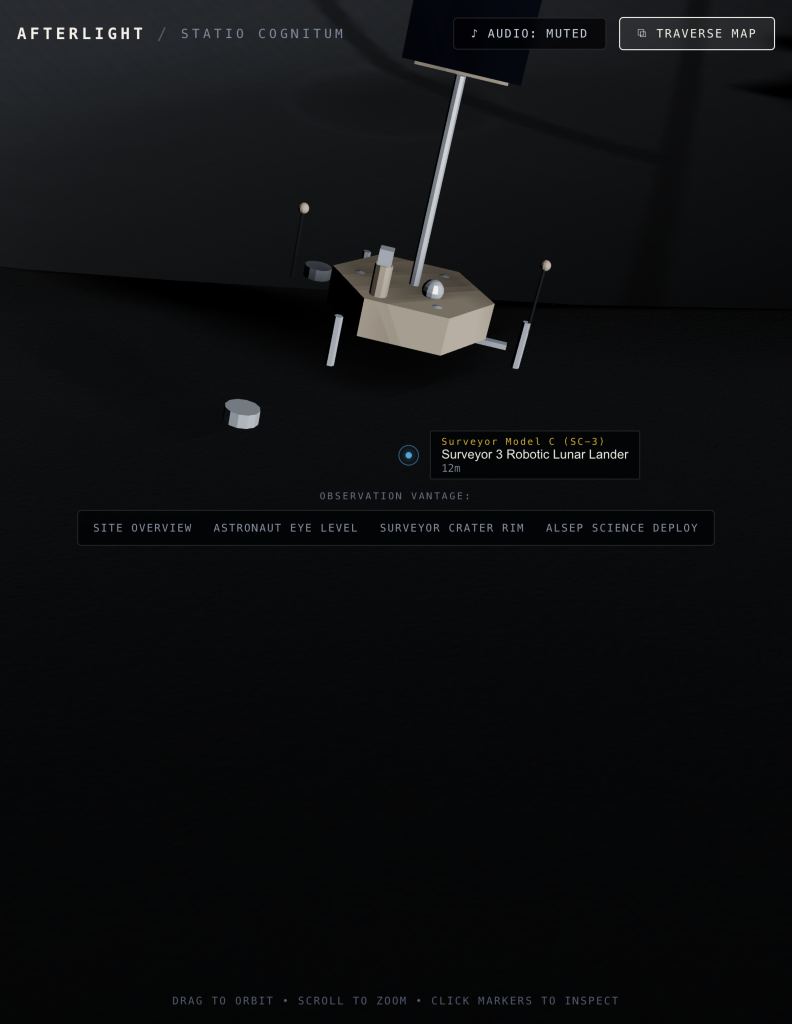 AFTERLIGHT / STATIO COGNITUM
♪ AUDIO: MUTED
TRAVERSE MAP
Surveyor Model C (SC-3)
Surveyor 3 Robotic Lunar Lander
12m
OBSERVATION VANTAGE:
SITE OVERVIEW ASTRONAUT EYE LEVEL SURVEYOR CRATER RIM ALSEP SCIENCE DEPLOY
DRAG TO ORBIT • SCROLL TO ZOOM • CLICK MARKERS TO INSPECT